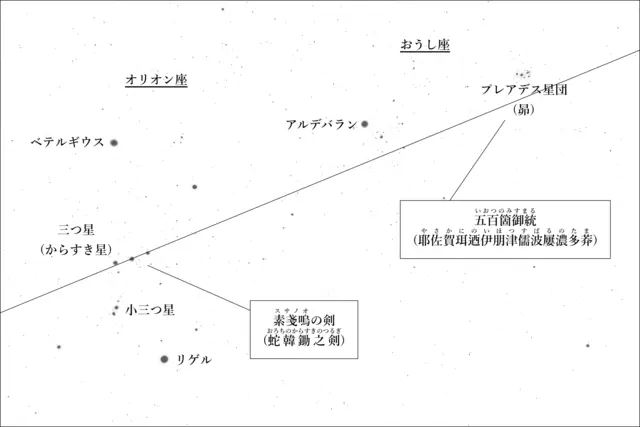 おうし座
オリオン座
プレアデス星団
（昴）
アルデバラン
ベテルギウス
いおつのみすまる
五百箇御統
やさかにのいほつすばるのたま
（耶佐賀珥迺伊朋津儒波屡濃多莽）
三つ星
（からすき星）
小三つ星
スサノオ
素戔嗚の剣
おろちのからすきのつるぎ
（蛇韓鋤之剣）
リゲル